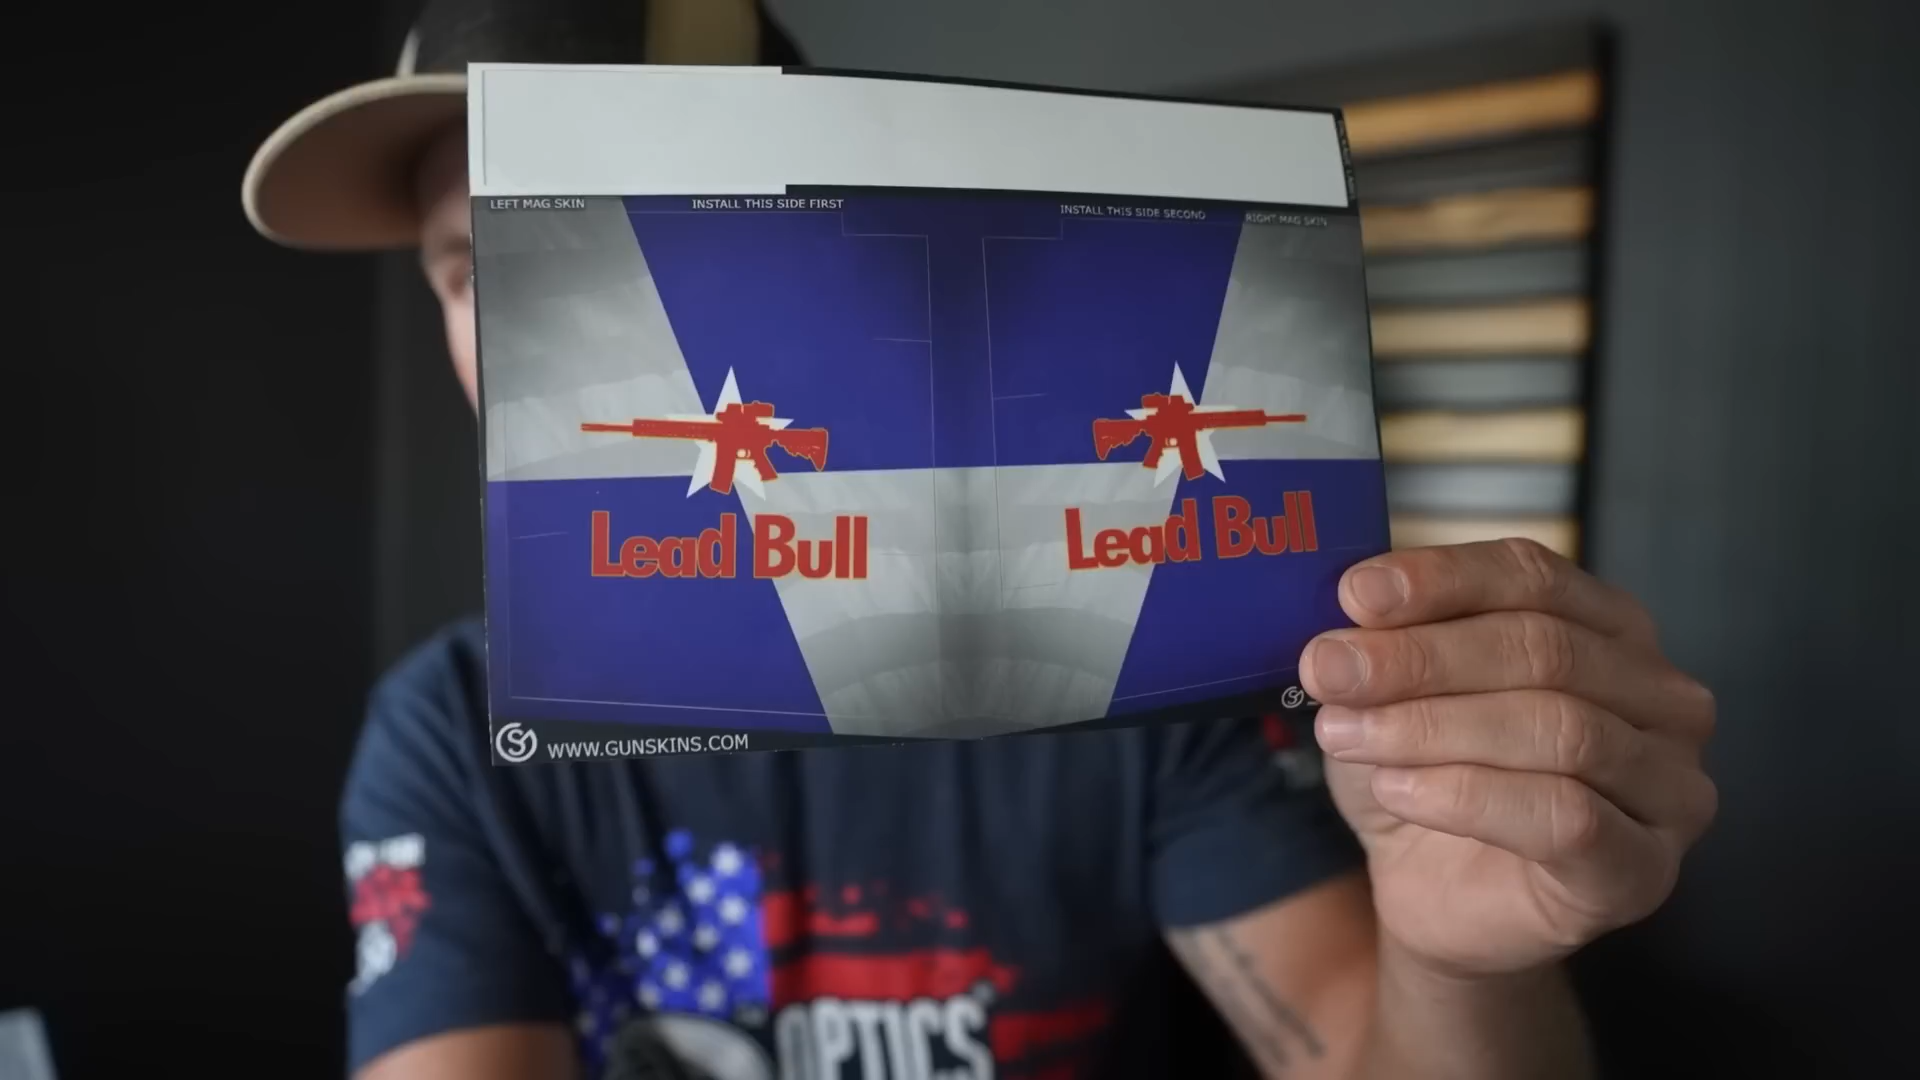 LEFT MAG SKIN
INSTALL THIS SIDE FIRST
INSTALL THIS SIDE SECOND
RIGHT MAG SKIN
Lead Bull
Lead Bull
WWW.GUNSKINS.COM
OPTICS